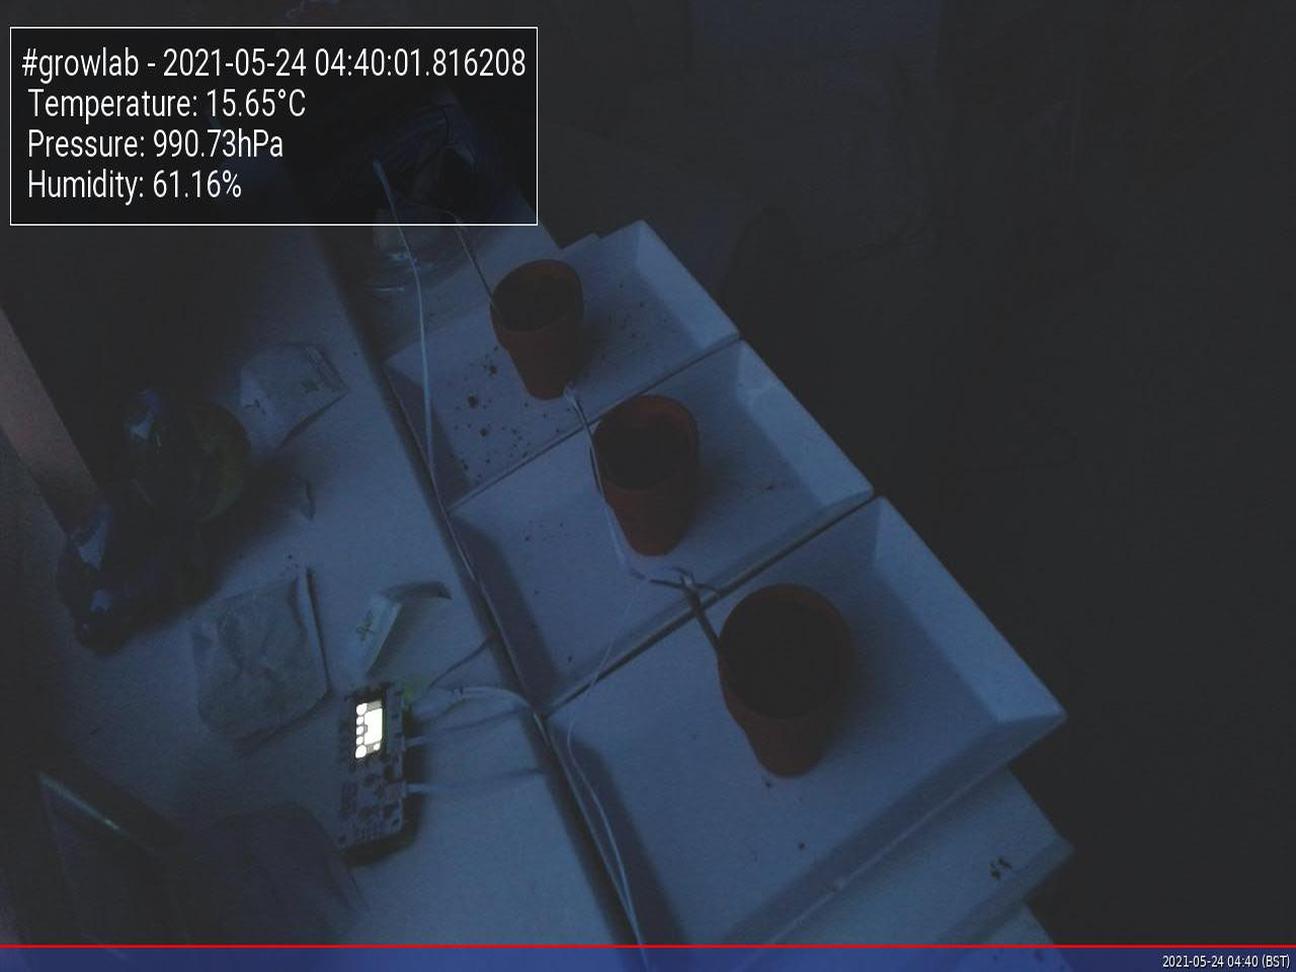 #growlab - 2021-05-24 04:40:01.816208
Temperature: 15.65°C
Pressure: 990.73hPa
Humidity: 61.16%
2021-05-24 04:40 (BST)